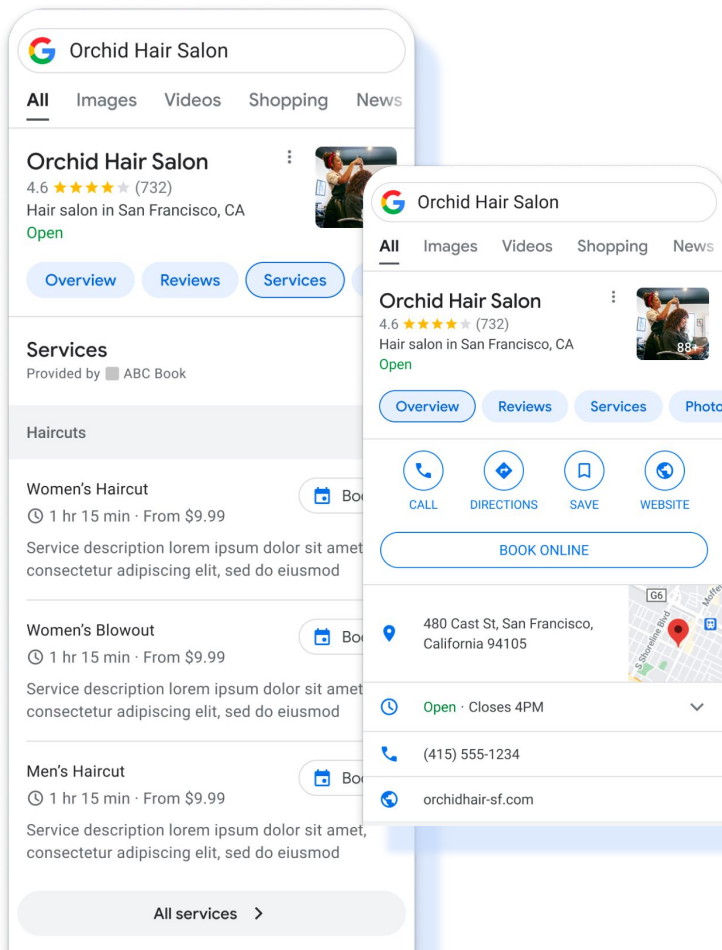 Orchid Hair Salon
All Images Videos Shopping News
Orchid Hair Salon
4.6 (732)
Hair salon in San Francisco, CA
Open
Overview Reviews Services
Services
Provided by ABC Book
Haircuts
Women's Haircut
1 hr 15 min · From $9.99
Boo
Service description lorem ipsum dolor sit amet
consectetur adipiscing elit, sed do eiusmod
Women's Blowout
1 hr 15 min · From $9.99
Boo
Service description lorem ipsum dolor sit amet
consectetur adipiscing elit, sed do eiusmod
Men's Haircut
1 hr 15 min · From $9.99
Boo
Service description lorem ipsum dolor sit amet,
consectetur adipiscing elit, sed do eiusmod
All services
Orchid Hair Salon
All Images Videos Shopping News
Orchid Hair Salon
4.6 (732)
Hair salon in San Francisco, CA
Open
88+
Overview Reviews Services Photo
CALL DIRECTIONS SAVE WEBSITE
BOOK ONLINE
480 Cast St, San Francisco,
California 94105
G6
S Shoreline Blvd
Moffe
Open · Closes 4PM
(415) 555-1234
orchidhair-sf.com